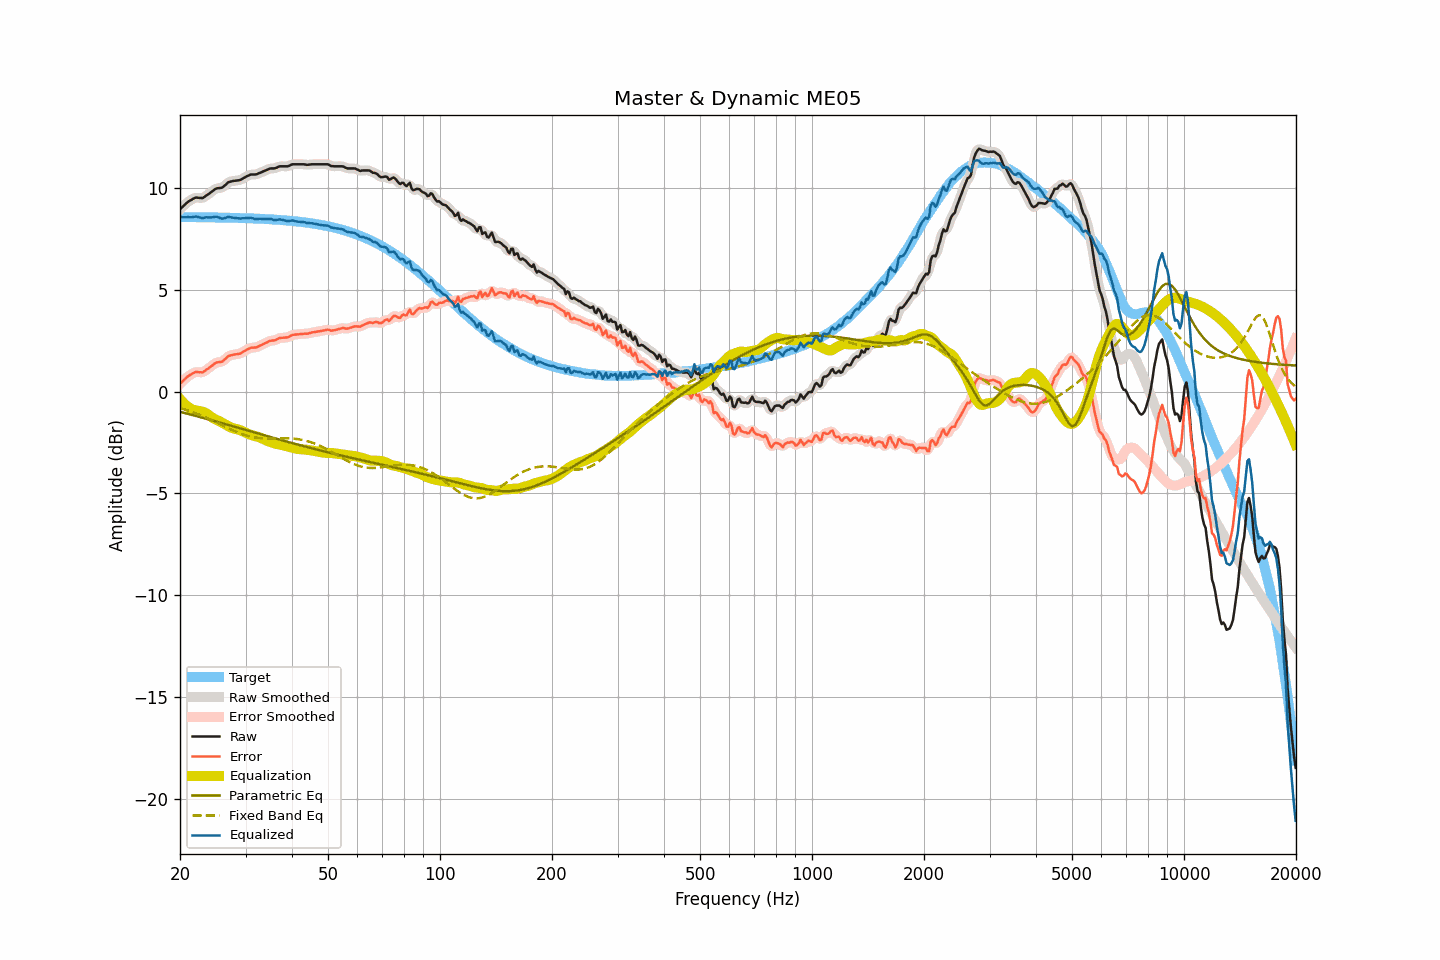 Master & Dynamic ME05
Amplitude (dBr)
10
5
0
−5
−10
−15
−20
Target
Raw Smoothed
Error Smoothed
Raw
Error
Equalization
Parametric Eq
Fixed Band Eq
Equalized
20 50 100 200 500 1000 2000 5000 10000 20000
Frequency (Hz)